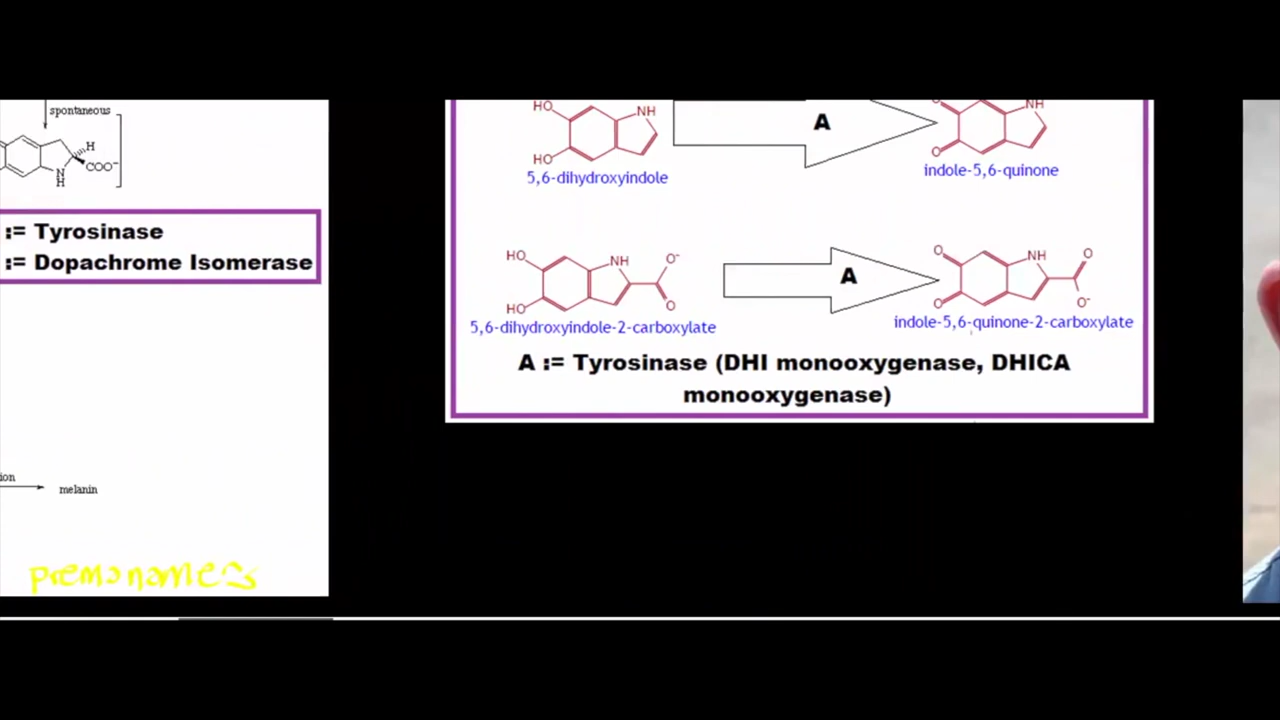 spontaneous
H
COO⁻
N
H
:= Tyrosinase
:= Dopachrome Isomerase
ion
melanin
HO
NH
HO
5,6-dihydroxyindole
A
O
NH
O
indole-5,6-quinone
HO
NH
O⁻
HO
O
5,6-dihydroxyindole-2-carboxylate
A
O
NH
O
O
O⁻
indole-5,6-quinone-2-carboxylate
A := Tyrosinase (DHI monooxygenase, DHICA
monooxygenase)